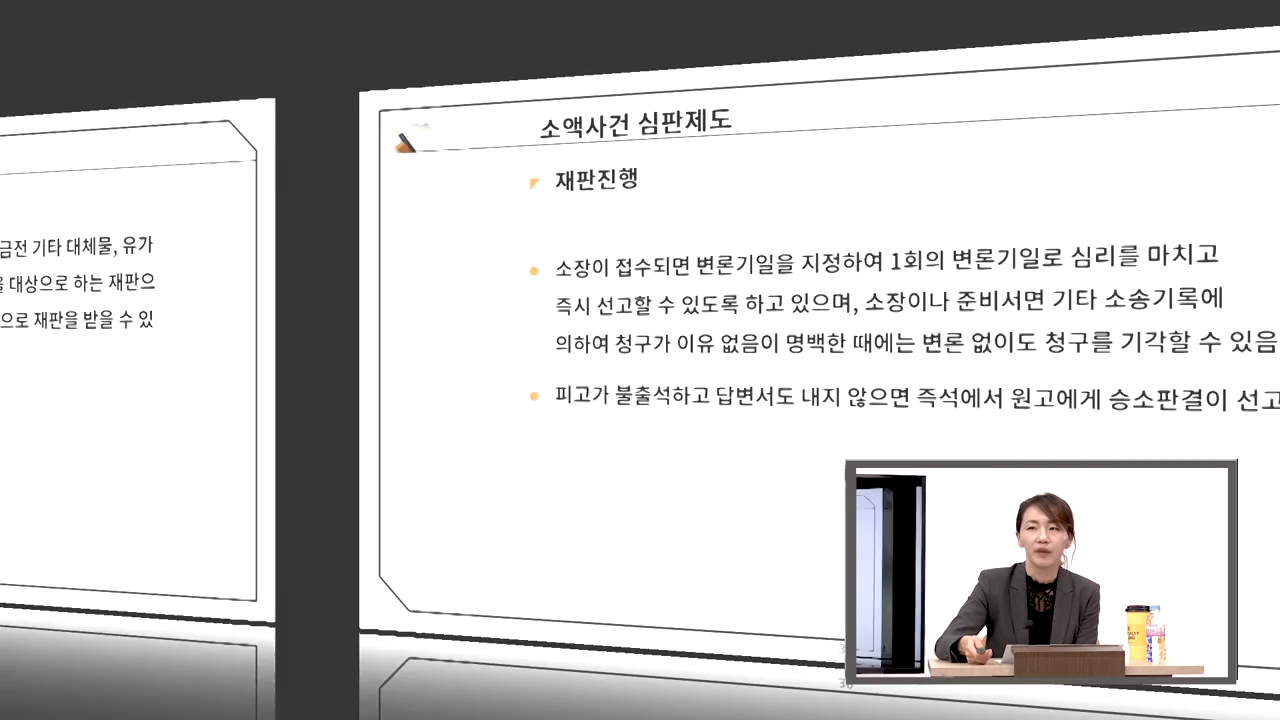 금전 기타 대체물, 유가
대상으로 하는 재판으
으로 재판을 받을 수 있
소액사건 심판제도
재판진행
소장이 접수되면 변론기일을 지정하여 1회의 변론기일로 심리를 마치고
즉시 선고할 수 있도록 하고 있으며, 소장이나 준비서면 기타 소송기록에
의하여 청구가 이유 없음이 명백한 때에는 변론 없이도 청구를 기각할 수 있음
피고가 불출석하고 답변서도 내지 않으면 즉석에서 원고에게 승소판결이 선고